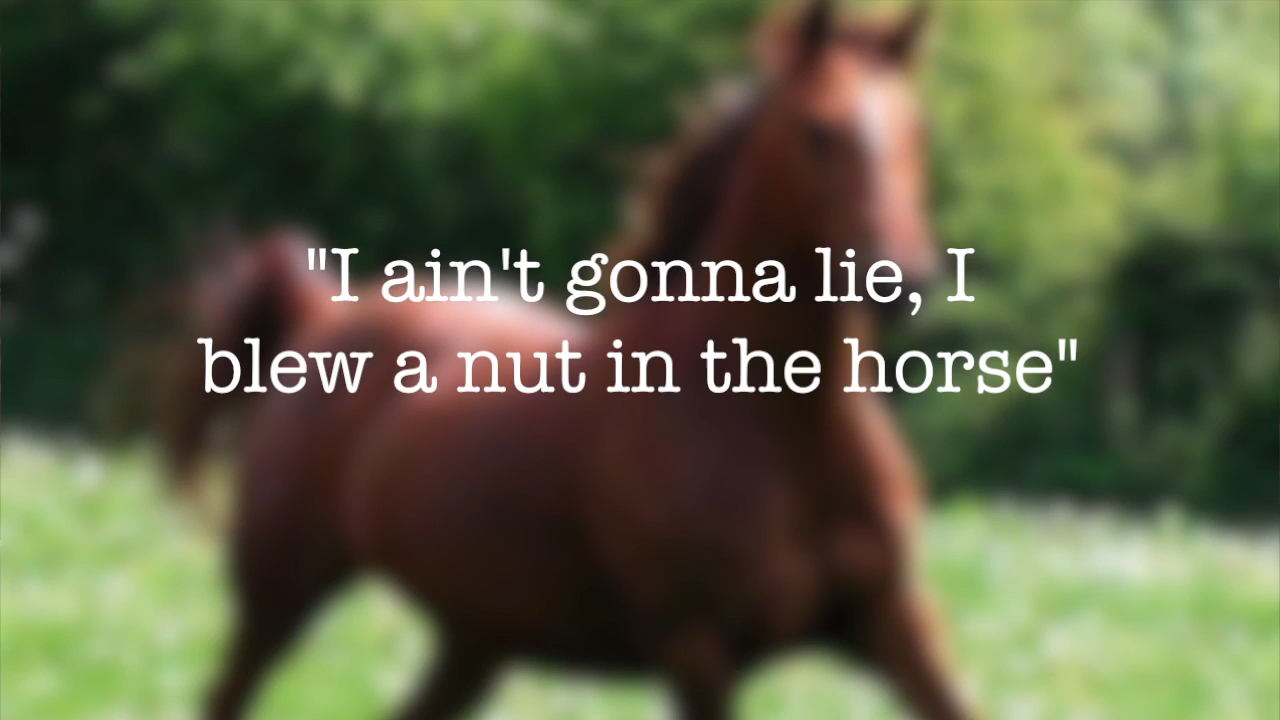 "I ain't gonna lie, I
blew a nut in the horse"